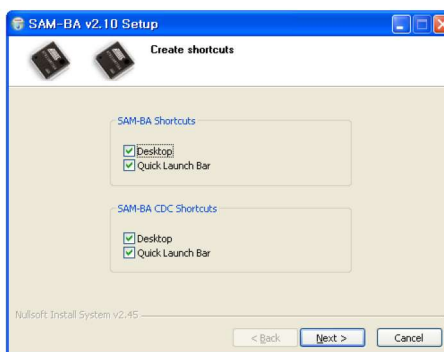 SAM-BA v2.10 Setup
Create shortcuts
SAM-BA Shortcuts
Desktop
Quick Launch Bar
SAM-BA CDC Shortcuts
Desktop
Quick Launch Bar
Nullsoft Install System v2.45
< Back
Next >
Cancel